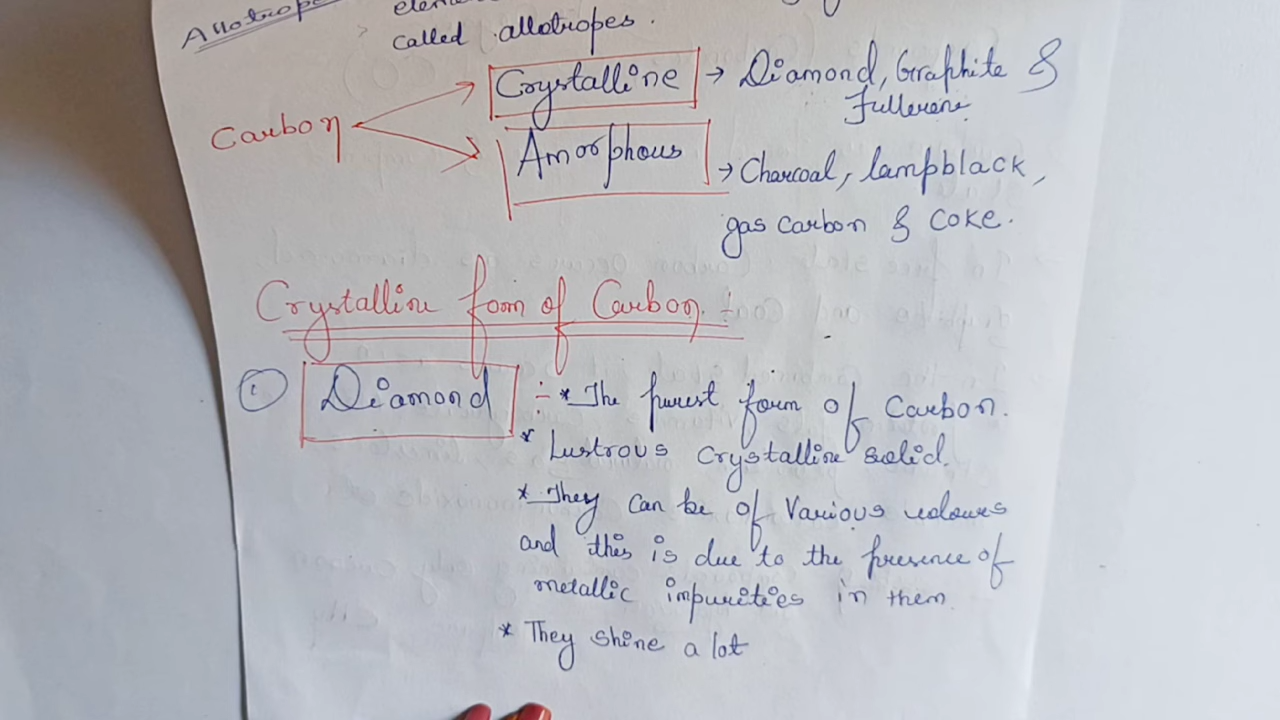 called allotropes.
Carbon
Crystalline → Diamond, Graphite &
Fullerene.
Amorphous → Charcoal, lampblack,
gas carbon & coke.
Crystalline form of Carbon :
① Diamond :- * The purest form of Carbon.
* Lustrous crystalline solid.
* They can be of various colours
and this is due to the presence of
metallic impurities in them.
* They shine a lot